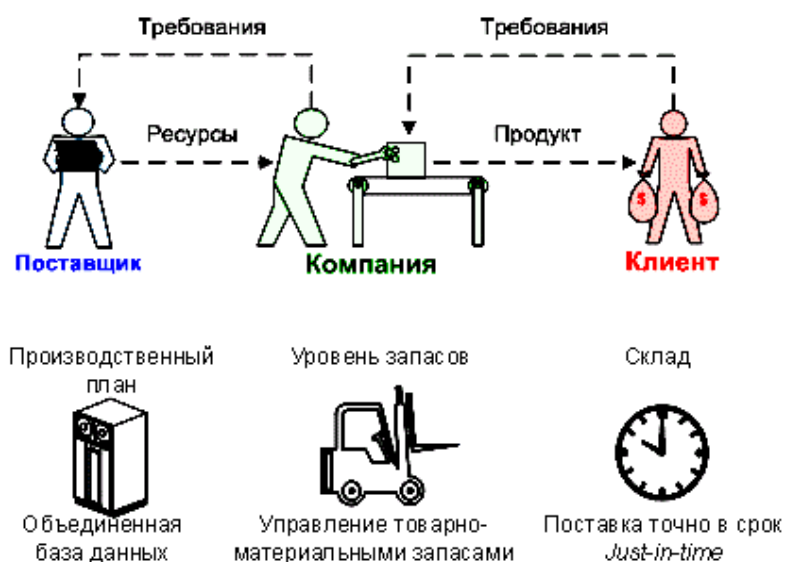 Требования
Требования
Ресурсы
Продукт
$
$
Поставщик
Компания
Клиент
Производственный
план
Уровень запасов
Склад
Объединенная
база данных
Управление товарно-
материальными запасами
Поставка точно в срок
Just-in-time